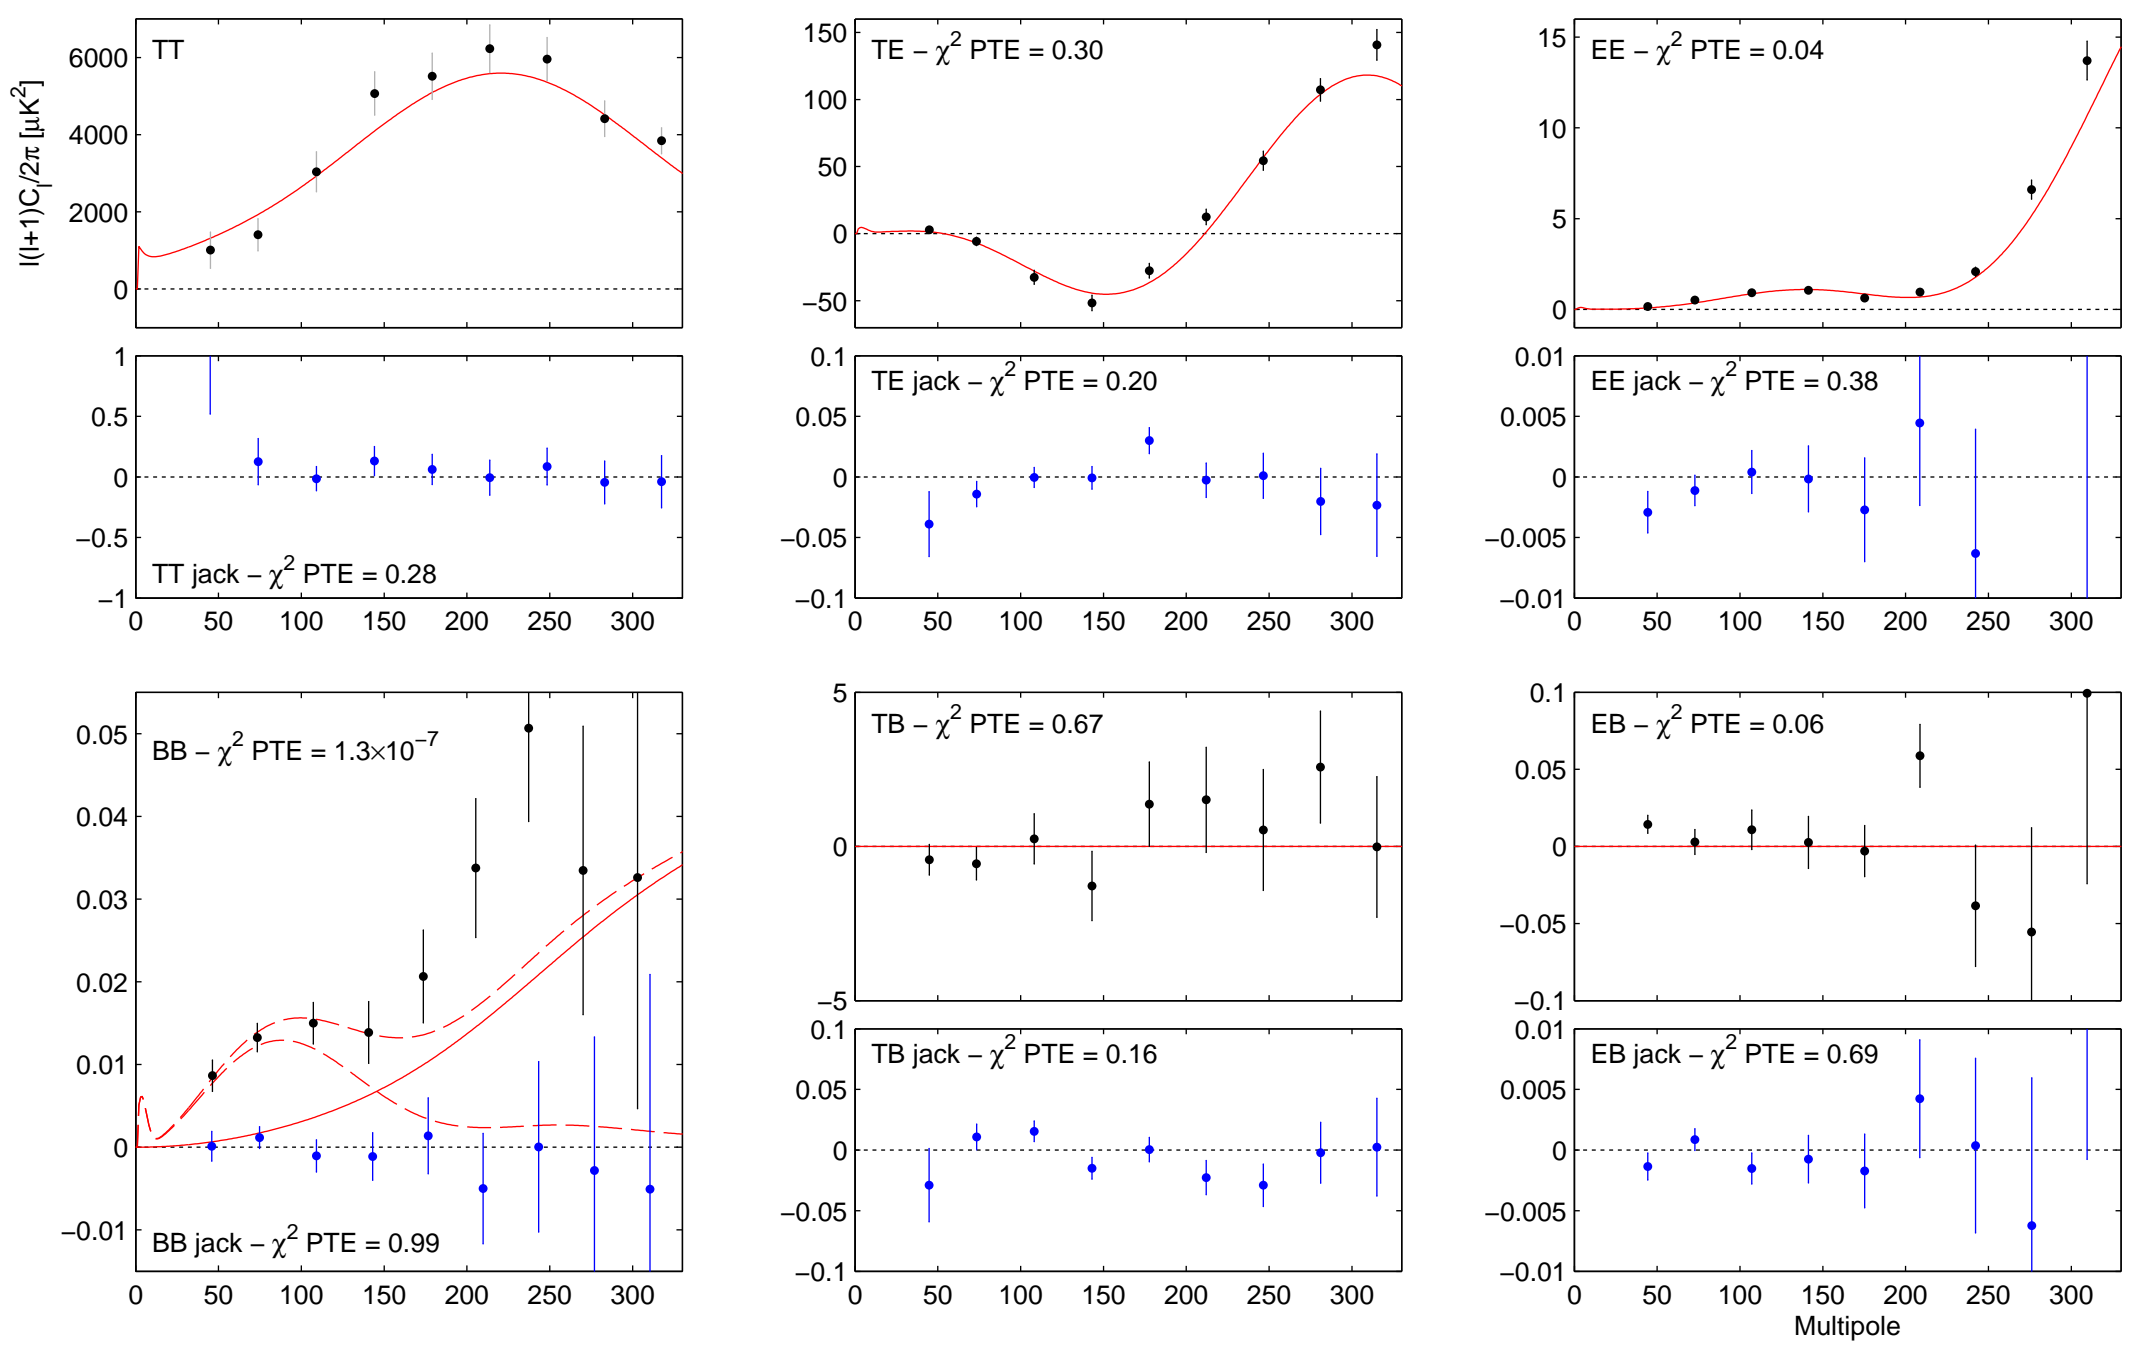 TT
6000
4000
2000
0
l(l+1)C_l/2π [μK²]
TE − χ² PTE = 0.30
150
100
50
0
−50
EE − χ² PTE = 0.04
15
10
5
0
1
0.5
0
−0.5
−1
TT jack − χ² PTE = 0.28
0 50 100 150 200 250 300
TE jack − χ² PTE = 0.20
0.1
0.05
0
−0.05
−0.1
0 50 100 150 200 250 300
EE jack − χ² PTE = 0.38
0.01
0.005
0
−0.005
−0.01
0 50 100 150 200 250 300
BB − χ² PTE = 1.3×10⁻⁷
0.05
0.04
0.03
0.02
0.01
0
−0.01
BB jack − χ² PTE = 0.99
0 50 100 150 200 250 300
TB − χ² PTE = 0.67
5
0
−5
EB − χ² PTE = 0.06
0.1
0.05
0
−0.05
−0.1
TB jack − χ² PTE = 0.16
0.1
0.05
0
−0.05
−0.1
0 50 100 150 200 250 300
EB jack − χ² PTE = 0.69
0.01
0.005
0
−0.005
−0.01
0 50 100 150 200 250 300
Multipole